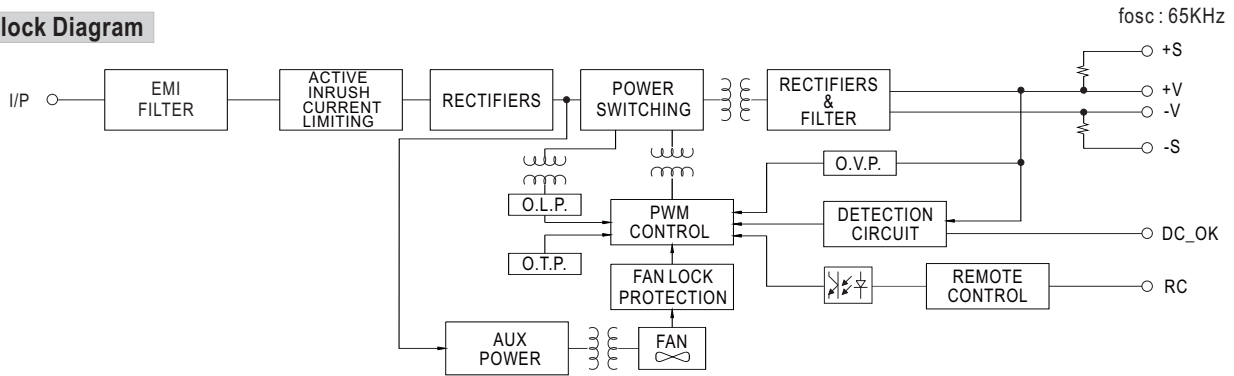 lock Diagram
fosc : 65KHz
I/P
EMI
FILTER
ACTIVE
INRUSH
CURRENT
LIMITING
RECTIFIERS
POWER
SWITCHING
RECTIFIERS
&
FILTER
+S
+V
-V
-S
O.V.P.
O.L.P.
PWM
CONTROL
DETECTION
CIRCUIT
DC_OK
O.T.P.
FAN LOCK
PROTECTION
REMOTE
CONTROL
RC
AUX
POWER
FAN